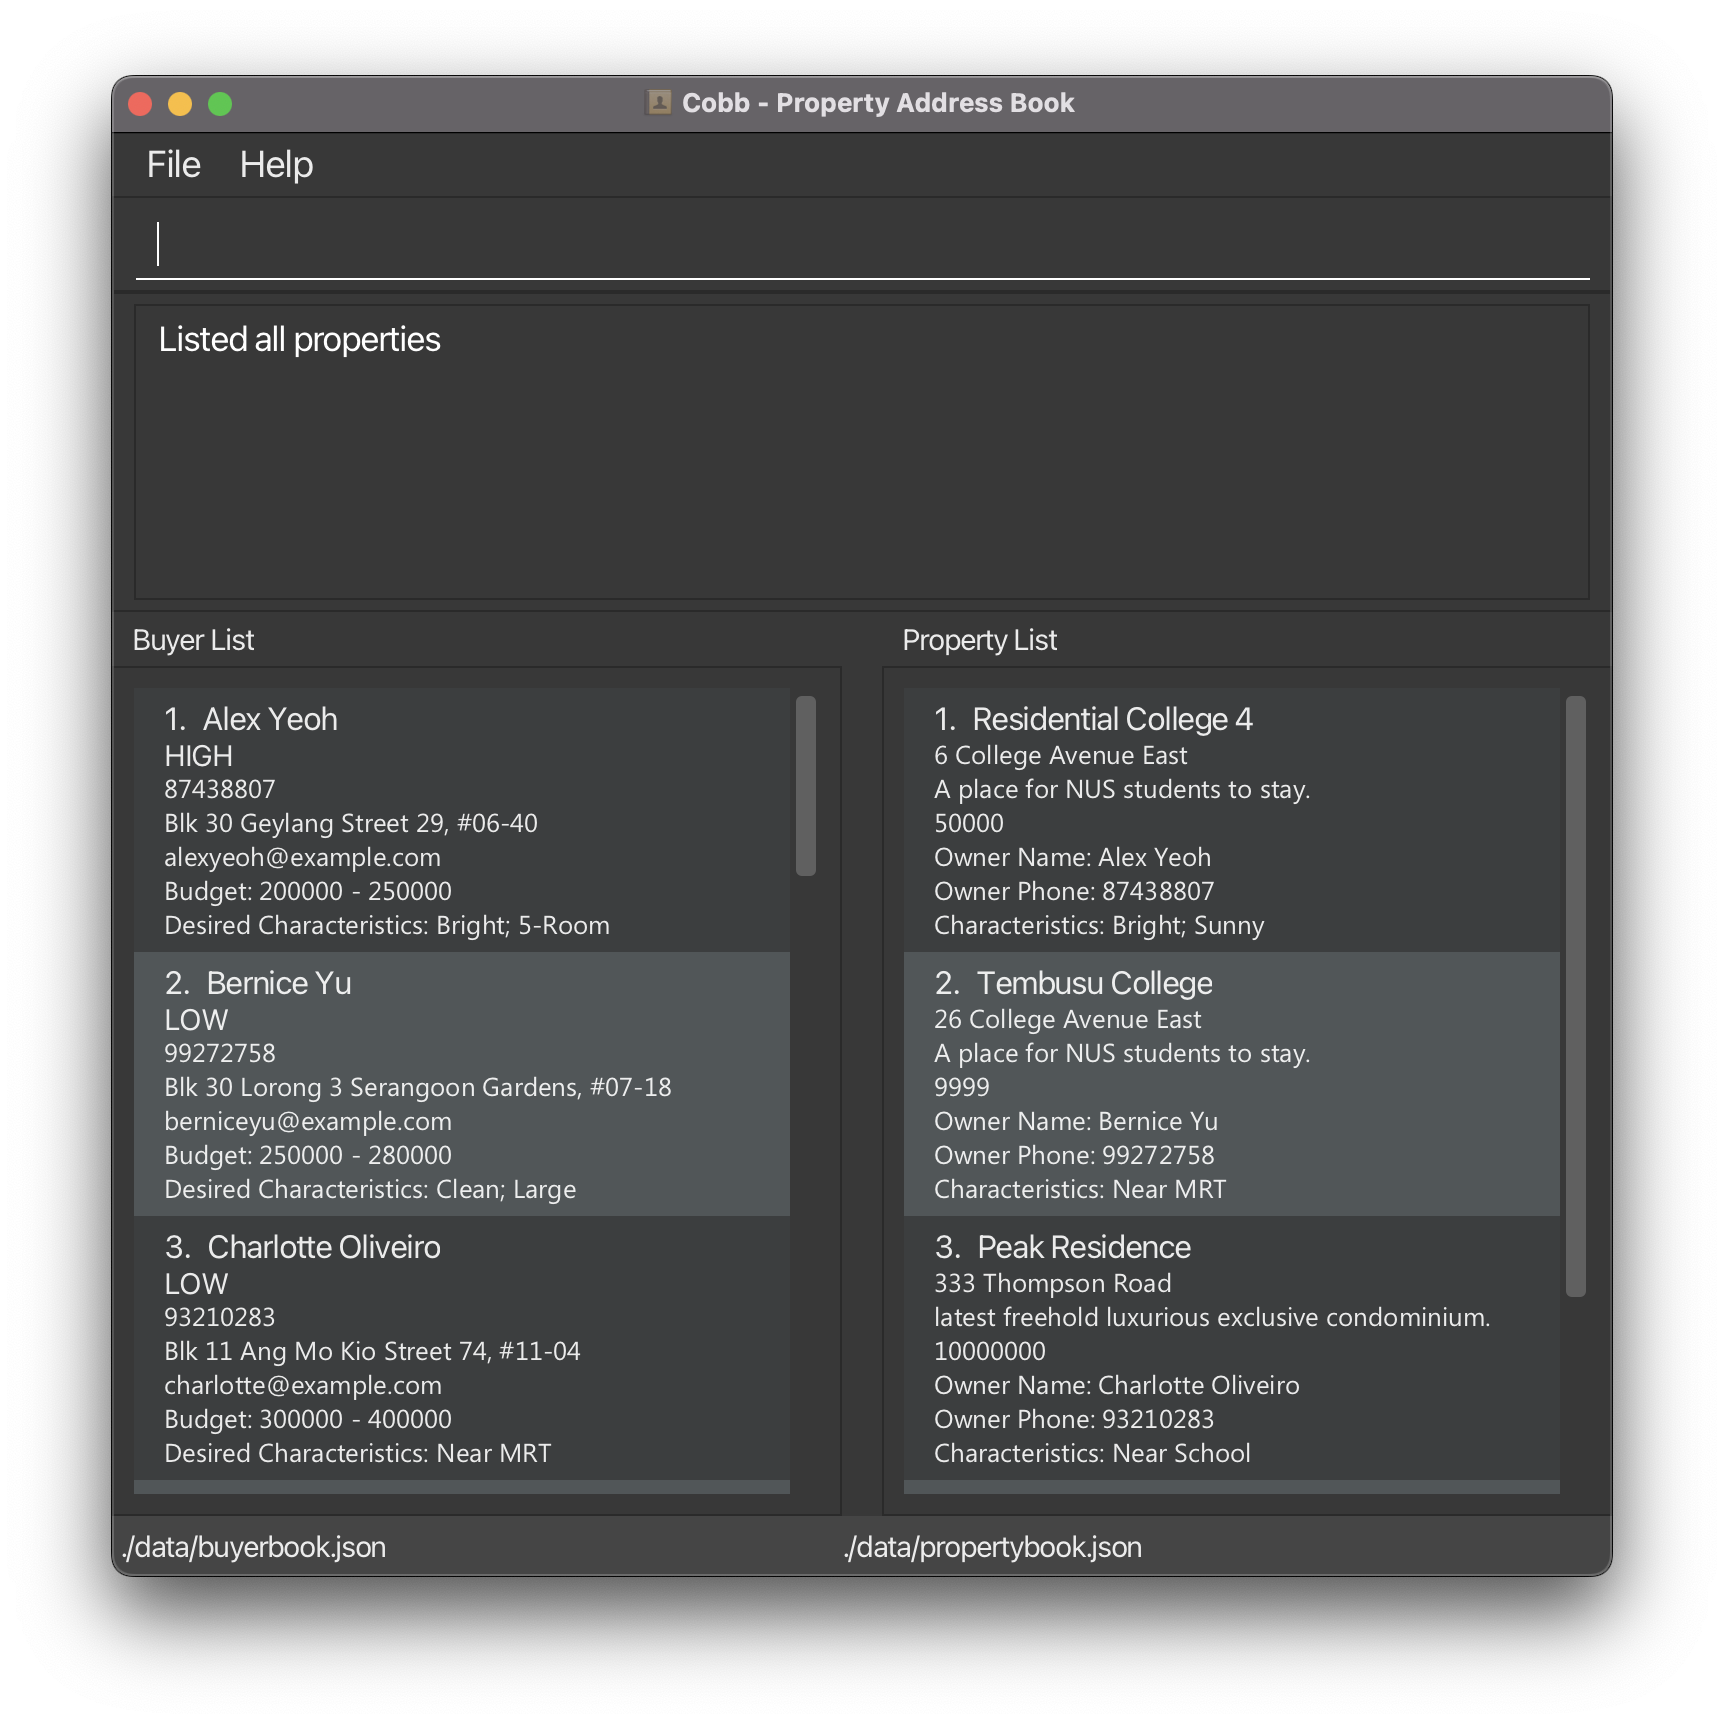 Cobb - Property Address Book
File Help
Listed all properties
Buyer List
1. Alex Yeoh
HIGH
87438807
Blk 30 Geylang Street 29, #06-40
alexyeoh@example.com
Budget: 200000 - 250000
Desired Characteristics: Bright; 5-Room
2. Bernice Yu
LOW
99272758
Blk 30 Lorong 3 Serangoon Gardens, #07-18
berniceyu@example.com
Budget: 250000 - 280000
Desired Characteristics: Clean; Large
3. Charlotte Oliveiro
LOW
93210283
Blk 11 Ang Mo Kio Street 74, #11-04
charlotte@example.com
Budget: 300000 - 400000
Desired Characteristics: Near MRT
Property List
1. Residential College 4
6 College Avenue East
A place for NUS students to stay.
50000
Owner Name: Alex Yeoh
Owner Phone: 87438807
Characteristics: Bright; Sunny
2. Tembusu College
26 College Avenue East
A place for NUS students to stay.
9999
Owner Name: Bernice Yu
Owner Phone: 99272758
Characteristics: Near MRT
3. Peak Residence
333 Thompson Road
latest freehold luxurious exclusive condominium.
10000000
Owner Name: Charlotte Oliveiro
Owner Phone: 93210283
Characteristics: Near School
./data/buyerbook.json
./data/propertybook.json